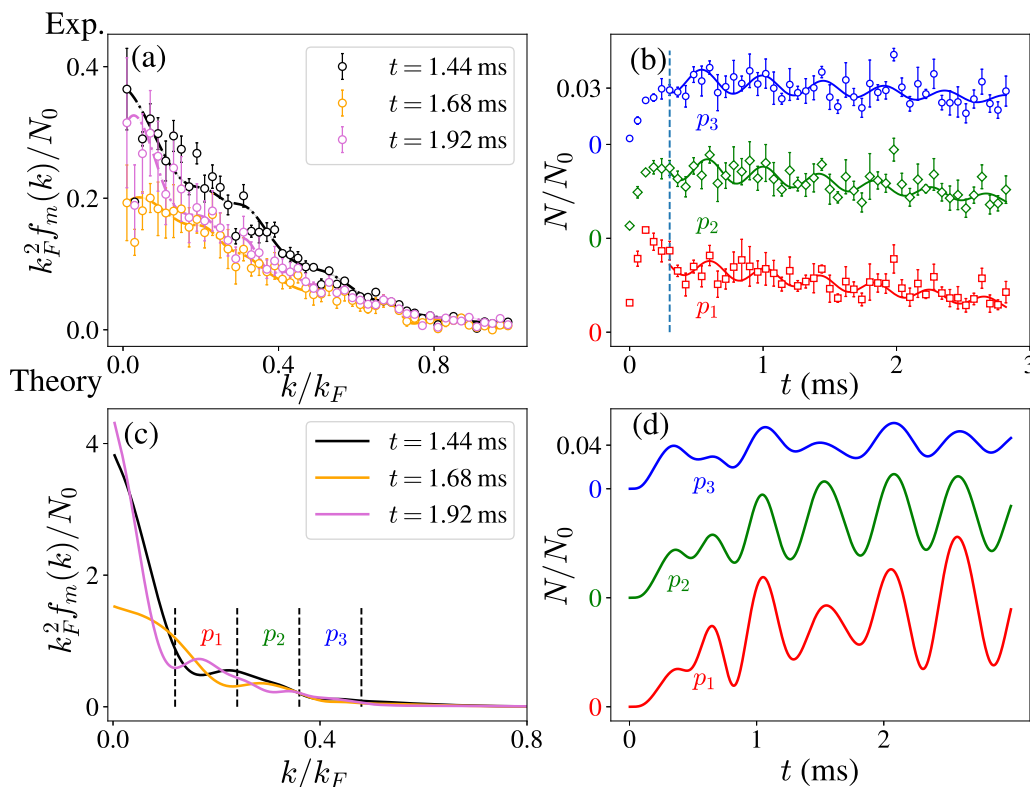 Exp.
(a)
t = 1.44 ms
t = 1.68 ms
t = 1.92 ms
0.4
0.2
0.0
k_F^2 f_m(k)/N_0
0.0
0.4
0.8
k/k_F
(b)
p_3
p_2
p_1
0.03
0
0
0
N/N_0
0
1
2
3
t (ms)
Theory
(c)
t = 1.44 ms
t = 1.68 ms
t = 1.92 ms
p_1
p_2
p_3
4
2
0
k_F^2 f_m(k)/N_0
0.0
0.4
0.8
k/k_F
(d)
p_3
p_2
p_1
0.04
0
0
0
N/N_0
0
1
2
t (ms)